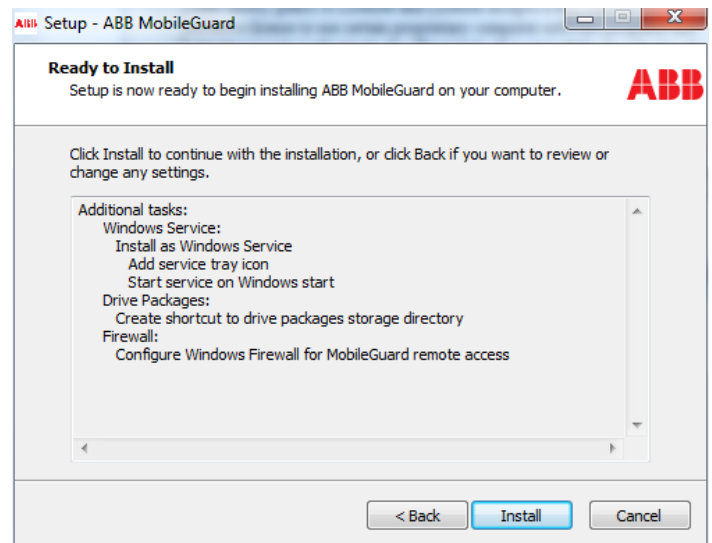 ABB Setup - ABB MobileGuard
Ready to Install
Setup is now ready to begin installing ABB MobileGuard on your computer.
ABB
Click Install to continue with the installation, or click Back if you want to review or
change any settings.
Additional tasks:
Windows Service:
Install as Windows Service
Add service tray icon
Start service on Windows start
Drive Packages:
Create shortcut to drive packages storage directory
Firewall:
Configure Windows Firewall for MobileGuard remote access
< Back
Install
Cancel